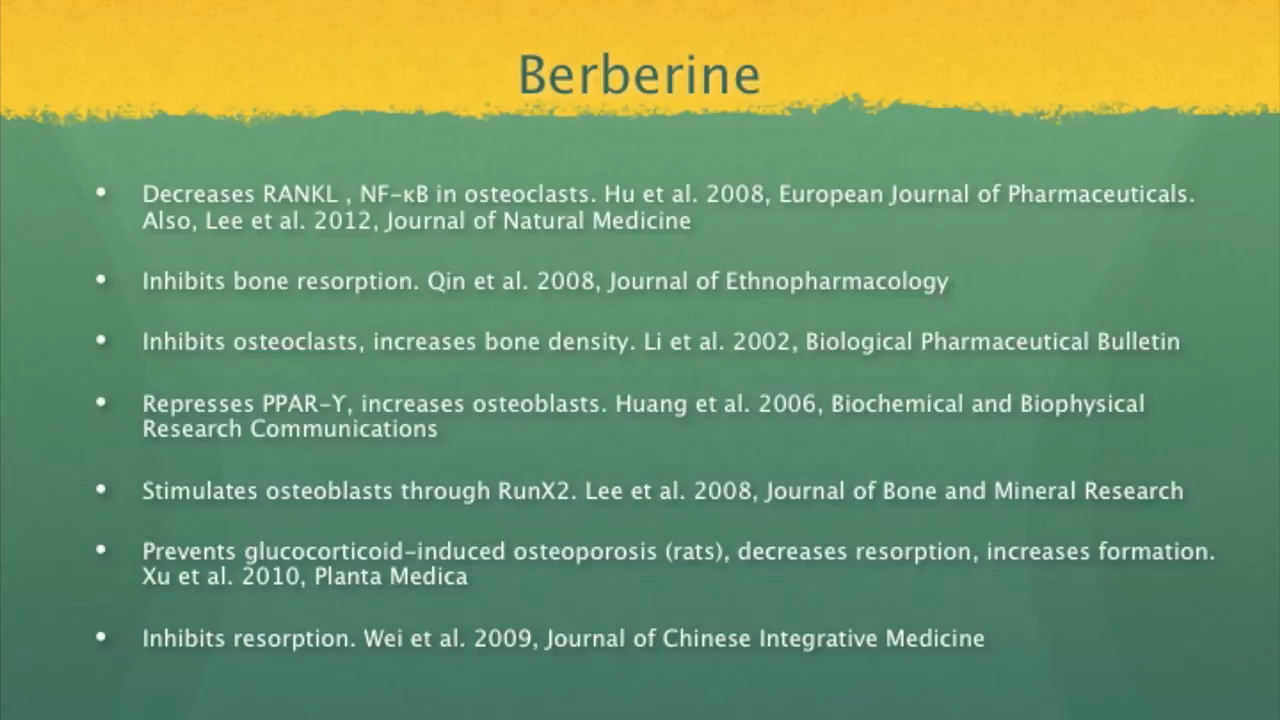 Berberine
• Decreases RANKL , NF-κB in osteoclasts. Hu et al. 2008, European Journal of Pharmaceuticals.
Also, Lee et al. 2012, Journal of Natural Medicine
• Inhibits bone resorption. Qin et al. 2008, Journal of Ethnopharmacology
• Inhibits osteoclasts, increases bone density. Li et al. 2002, Biological Pharmaceutical Bulletin
• Represses PPAR-Y, increases osteoblasts. Huang et al. 2006, Biochemical and Biophysical
Research Communications
• Stimulates osteoblasts through RunX2. Lee et al. 2008, Journal of Bone and Mineral Research
• Prevents glucocorticoid-induced osteoporosis (rats), decreases resorption, increases formation.
Xu et al. 2010, Planta Medica
• Inhibits resorption. Wei et al. 2009, Journal of Chinese Integrative Medicine